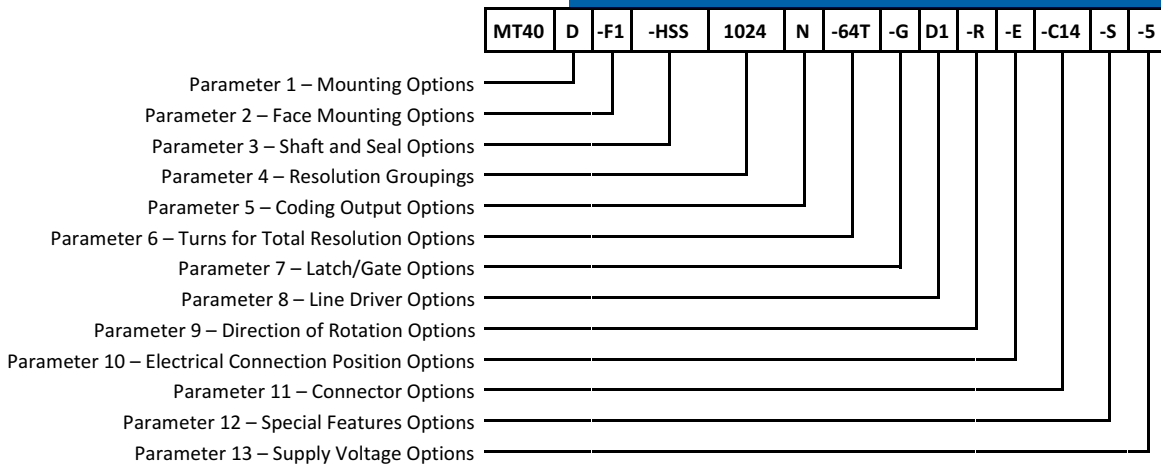 MT40 D -F1 -HSS 1024 N -64T -G D1 -R -E -C14 -S -5
Parameter 1 – Mounting Options
Parameter 2 – Face Mounting Options
Parameter 3 – Shaft and Seal Options
Parameter 4 – Resolution Groupings
Parameter 5 – Coding Output Options
Parameter 6 – Turns for Total Resolution Options
Parameter 7 – Latch/Gate Options
Parameter 8 – Line Driver Options
Parameter 9 – Direction of Rotation Options
Parameter 10 – Electrical Connection Position Options
Parameter 11 – Connector Options
Parameter 12 – Special Features Options
Parameter 13 – Supply Voltage Options